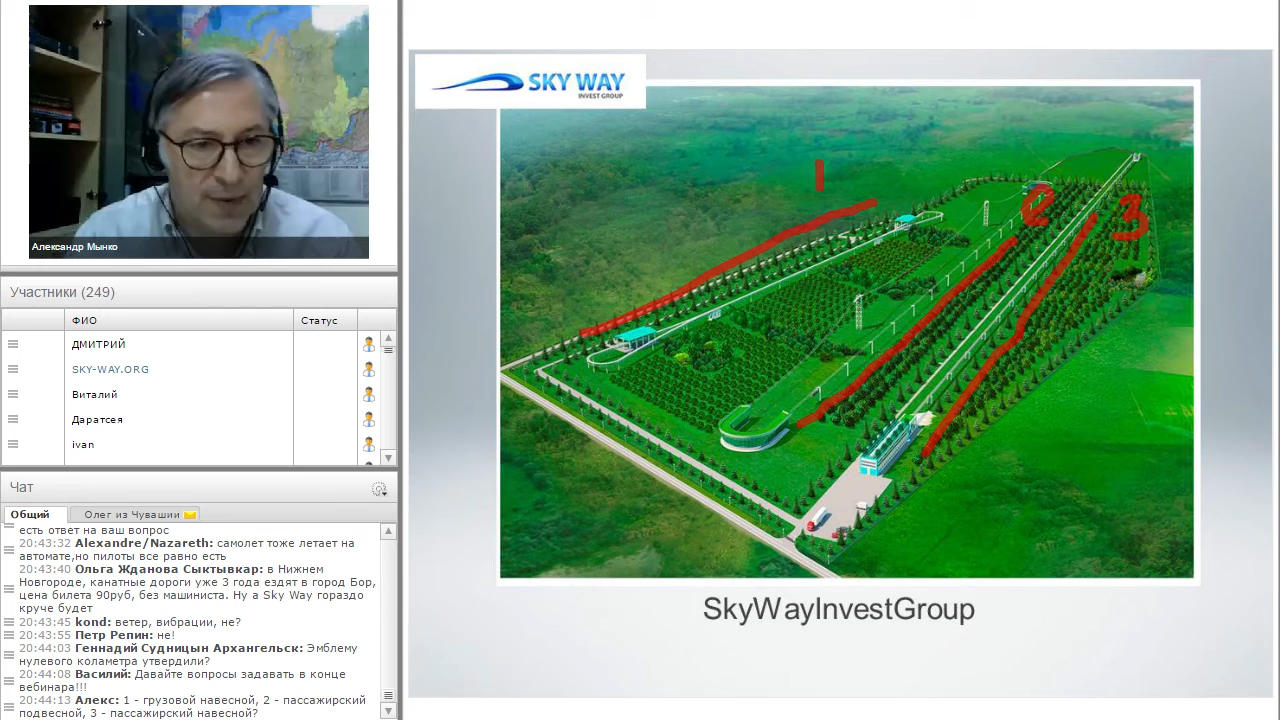 Александр Мынко
Участники (249)
ФИО
Статус
ДМИТРИЙ
SKY-WAY.ORG
Виталий
Даратсея
ivan
Чат
Общий
Олег из Чувашии
есть ответ на ваш вопрос
20:43:32 Alexandre/Nazareth: самолет тоже летает на
автомате,но пилоты все равно есть
20:43:40 Ольга Жданова Сыктывкар: в Нижнем
Новгороде, канатные дороги уже 3 года ездят в город Бор,
цена билета 90руб, без машиниста. Ну а Sky Way гораздо
круче будет
20:43:45 kond: ветер, вибрации, не?
20:43:55 Петр Репин: не!
20:44:03 Геннадий Судницын Архангельск: Эмблему
нулевого коламетра утвердили?
20:44:08 Василий: Давайте вопросы задавать в конце
вебинара!!!
20:44:13 Алекс: 1 - грузовой навесной, 2 - пассажирский
подвесной, 3 - пассажирский навесной?
SKY WAY
INVEST GROUP
1
2
3
SkyWayInvestGroup